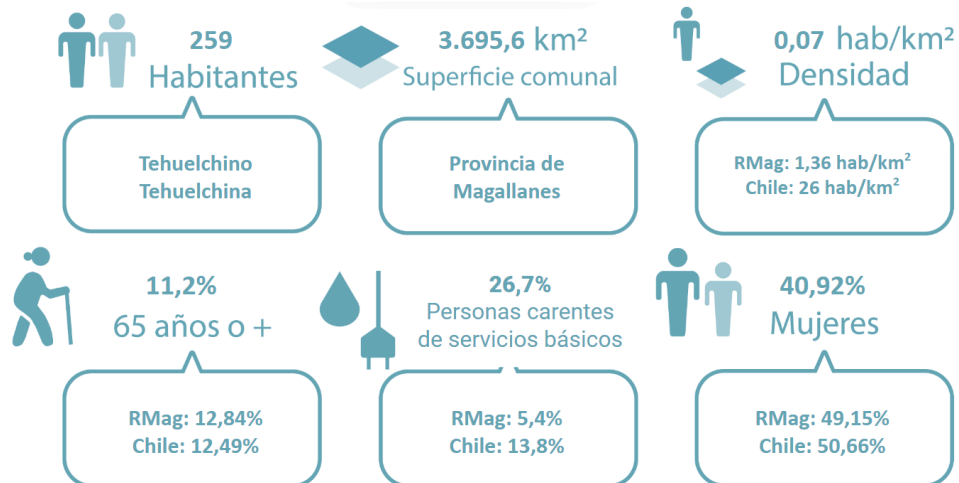 259
Habitantes
Tehuelchino
Tehuelchina
3.695,6 km²
Superficie comunal
Provincia de
Magallanes
0,07 hab/km²
Densidad
RMag: 1,36 hab/km²
Chile: 26 hab/km²
11,2%
65 años o +
RMag: 12,84%
Chile: 12,49%
26,7%
Personas carentes
de servicios básicos
RMag: 5,4%
Chile: 13,8%
40,92%
Mujeres
RMag: 49,15%
Chile: 50,66%